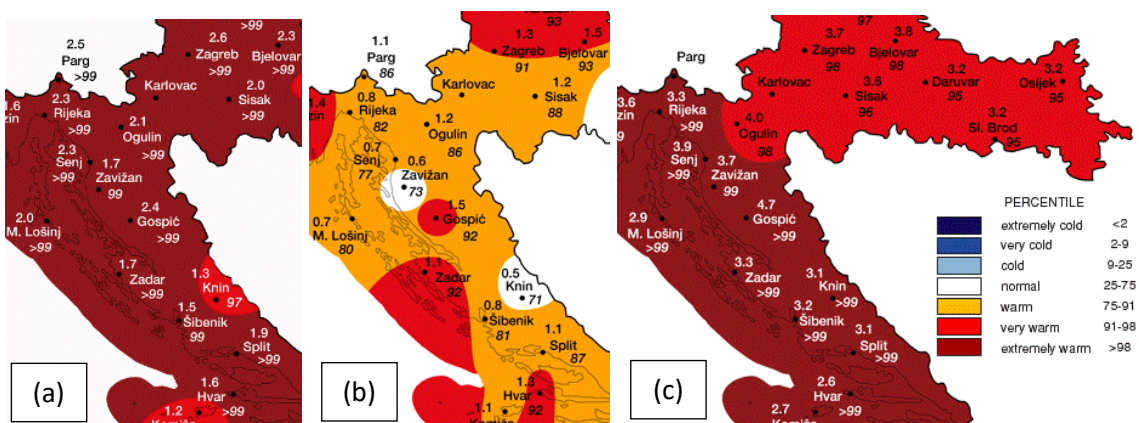 2.5
Parg
>99
2.6
Zagreb
>99
2.3
Bjelovar
>99
1.6
zin
2.3
Rijeka
>99
Karlovac
2.0
Sisak
>99
2.1
Ogulin
>99
2.3
Senj
>99
1.7
Zavižan
99
2.0
M. Lošinj
>99
2.4
Gospić
>99
1.7
Zadar
>99
1.3
Knin
97
1.5
Šibenik
99
1.9
Split
>99
1.6
Hvar
>99
1.2
(a)
1.1
Parg
86
93
1.3
Zagreb
91
1.5
Bjelovar
93
1.4
zin
0.8
Rijeka
82
Karlovac
1.2
Sisak
88
1.2
Ogulin
86
0.7
Senj
77
0.6
Zavižan
73
0.7
M. Lošinj
80
1.5
Gospić
92
1.1
Zadar
92
0.5
Knin
71
0.8
Šibenik
81
1.1
Split
87
1.3
Hvar
92
1.1
(b)
97
Parg
3.7
Zagreb
98
3.8
Bjelovar
98
3.6
zin
3.3
Rijeka
>99
Karlovac
3.6
Sisak
96
3.2
Daruvar
95
3.2
Osijek
95
4.0
Ogulin
98
3.2
Sl. Brod
95
3.9
Senj
>99
3.7
Zavižan
>99
2.9
M. Lošinj
>99
4.7
Gospić
>99
3.3
Zadar
>99
3.1
Knin
>99
3.2
Šibenik
>99
3.1
Split
>99
2.6
Hvar
>99
2.7
(c)
PERCENTILE
extremely cold <2
very cold 2-9
cold 9-25
normal 25-75
warm 75-91
very warm 91-98
extremely warm >98